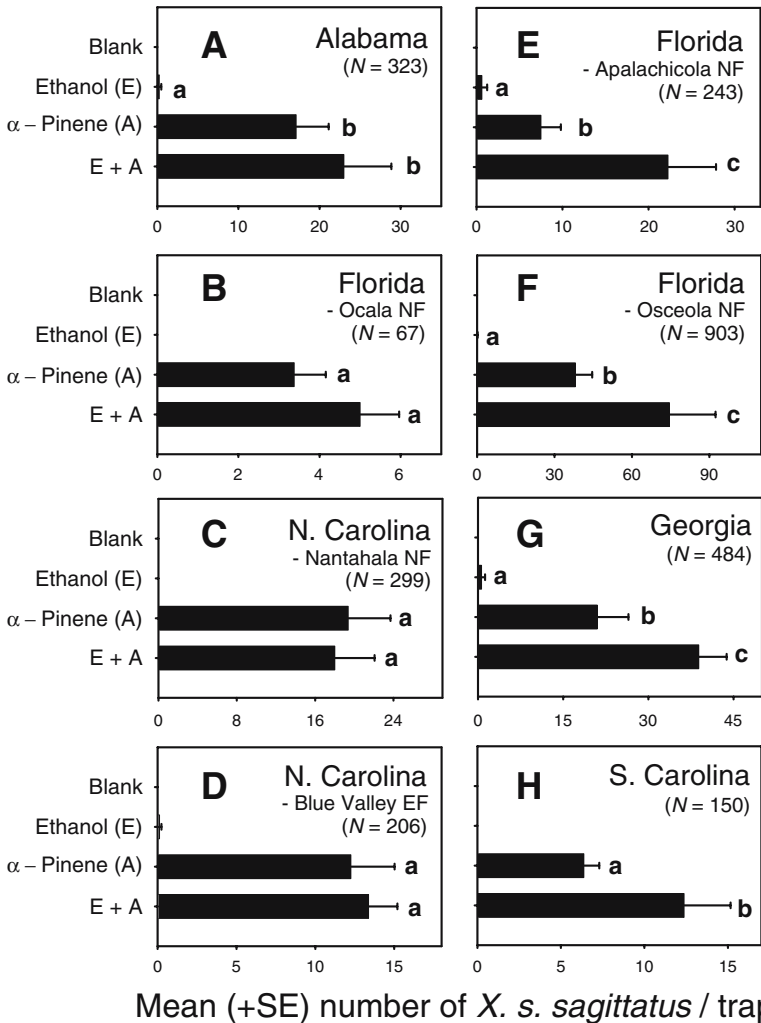 A Alabama
(N = 323)
Blank
Ethanol (E) a
α – Pinene (A) b
E + A b
0 10 20 30
E Florida
- Apalachicola NF
(N = 243)
a
b
c
0 10 20 30
B Florida
- Ocala NF
(N = 67)
Blank
Ethanol (E)
α – Pinene (A) a
E + A a
0 2 4 6
F Florida
- Osceola NF
(N = 903)
a
b
c
0 30 60 90
C N. Carolina
- Nantahala NF
(N = 299)
Blank
Ethanol (E)
α – Pinene (A) a
E + A a
0 8 16 24
G Georgia
(N = 484)
a
b
c
0 15 30 45
D N. Carolina
- Blue Valley EF
(N = 206)
Blank
Ethanol (E)
α – Pinene (A) a
E + A a
0 5 10 15
H S. Carolina
(N = 150)
a
b
0 5 10 15
Mean (+SE) number of X. s. sagittatus / trap